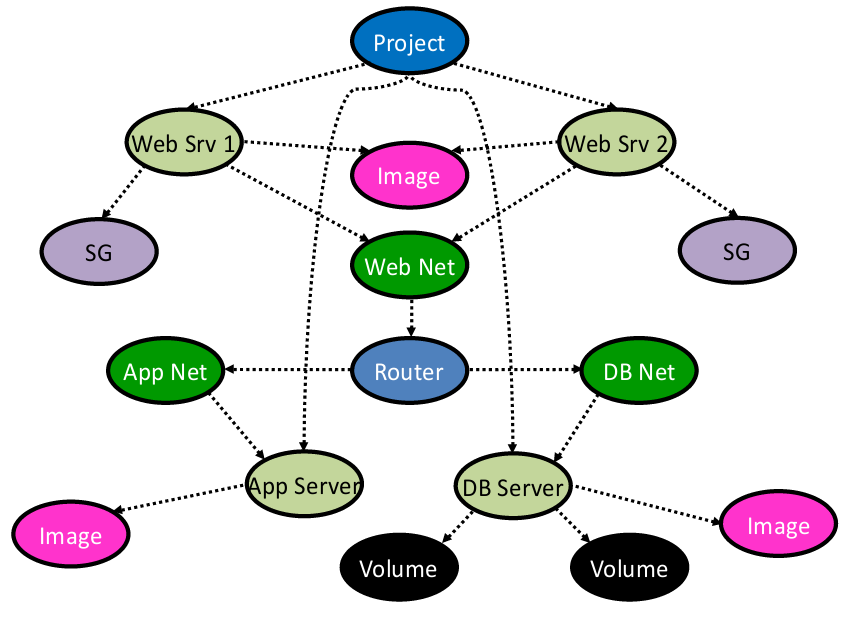 Project
Web Srv 1
Web Srv 2
Image
SG
Web Net
SG
App Net
Router
DB Net
App Server
DB Server
Image
Image
Volume
Volume